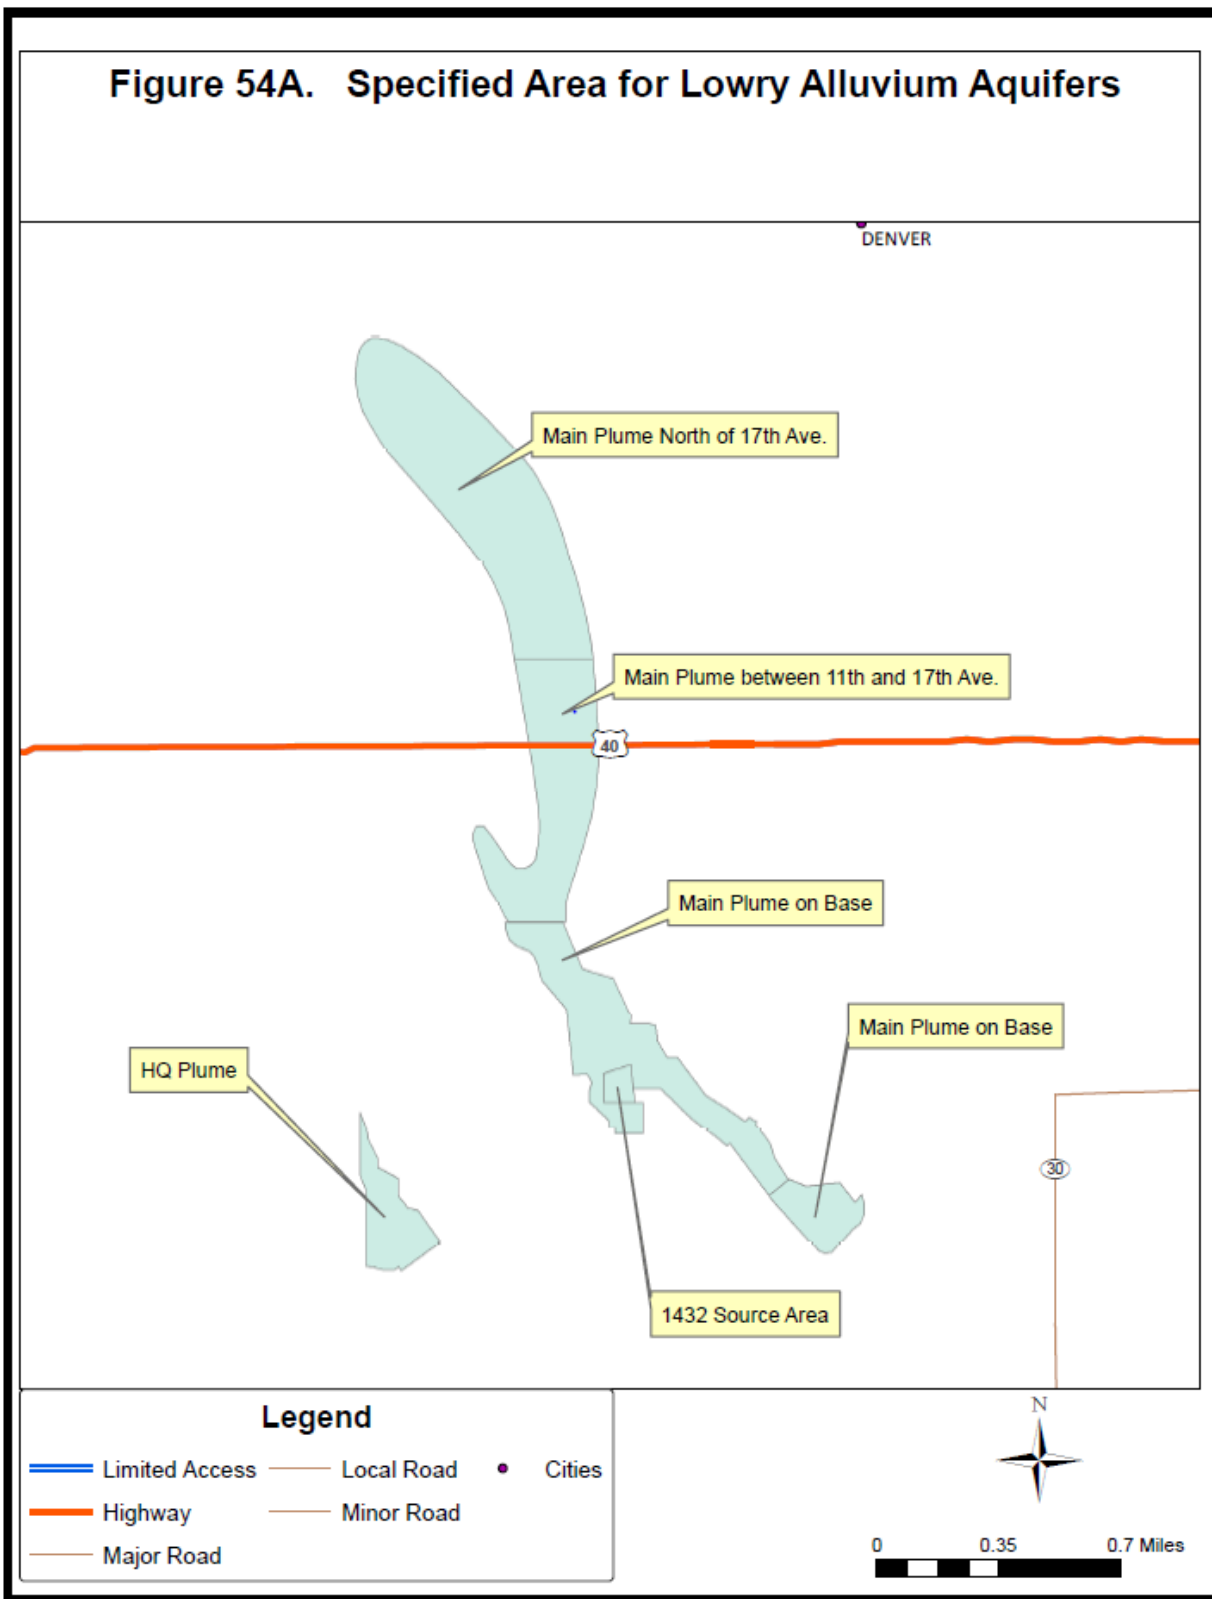 Figure 54A. Specified Area for Lowry Alluvium Aquifers
DENVER
Main Plume North of 17th Ave.
Main Plume between 11th and 17th Ave.
40
Main Plume on Base
Main Plume on Base
HQ Plume
30
1432 Source Area
Legend
Limited Access
Local Road
Cities
Highway
Minor Road
Major Road
N
0 0.35 0.7 Miles